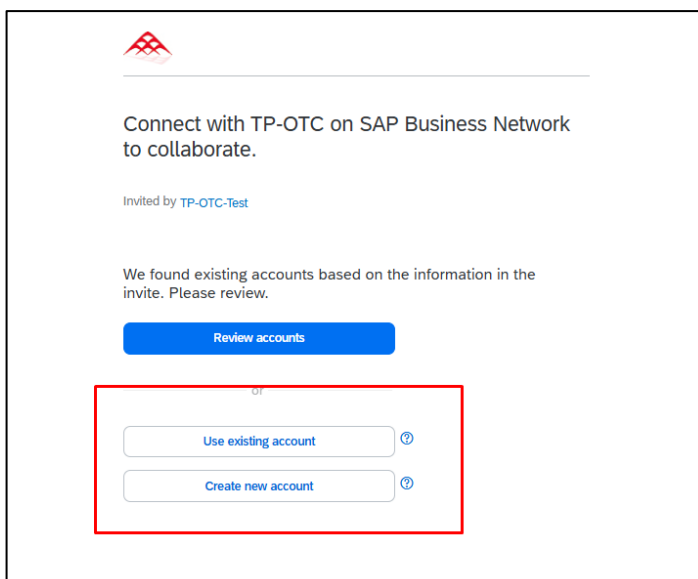 Connect with TP-OTC on SAP Business Network
to collaborate.
Invited by TP-OTC-Test
We found existing accounts based on the information in the
invite. Please review.
Review accounts
or
Use existing account ?
Create new account ?